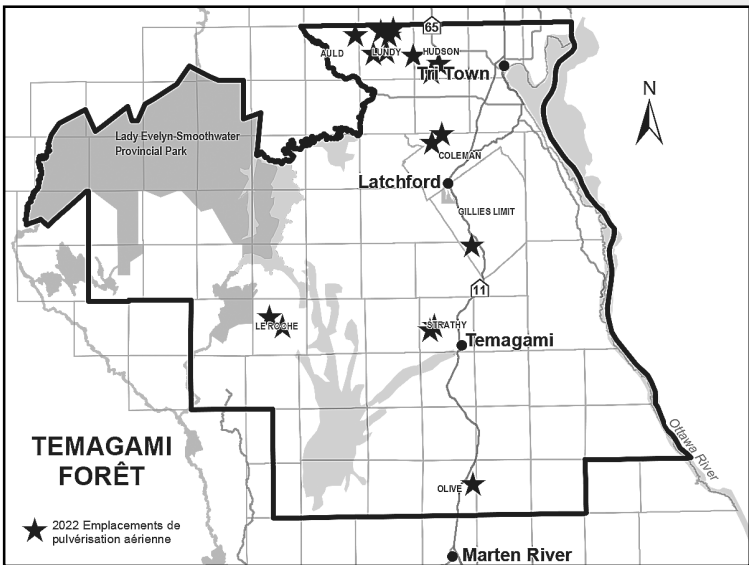 65
AULD
LUNDY
HUDSON
Tri Town
N
Lady Evelyn-Smoothwater
Provincial Park
COLEMAN
Latchford
GILLIES LIMIT
11
LE ROCHE
STRATHY
Temagami
Ottawa River
TEMAGAMI
FORÊT
OLIVE
2022 Emplacements de
pulvérisation aérienne
Marten River